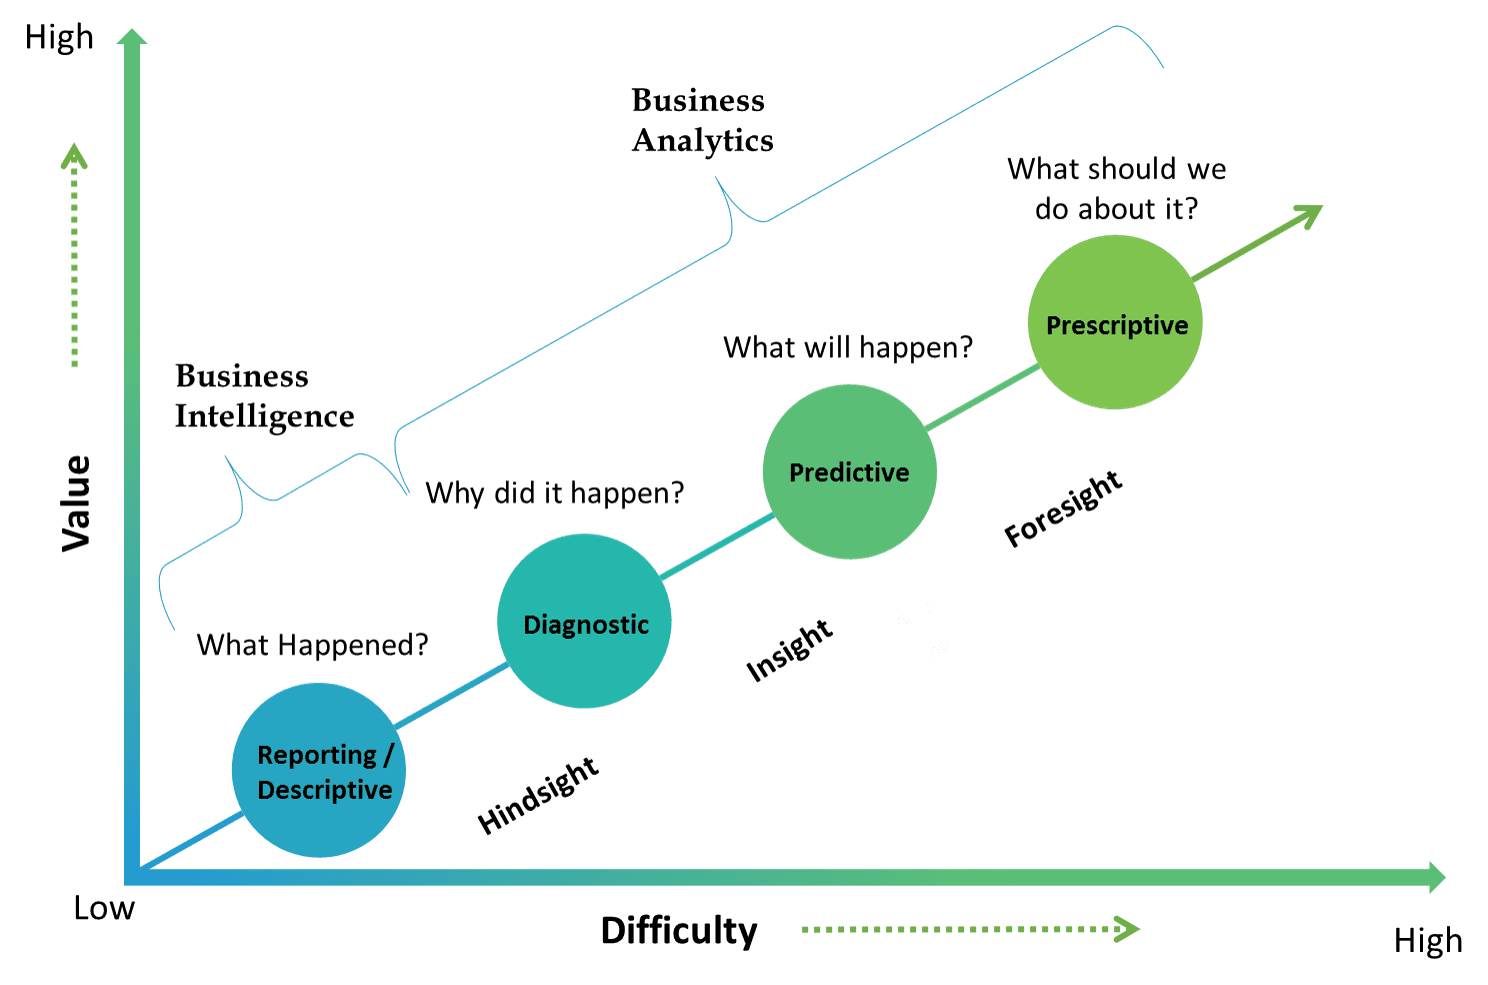 High
Business
Analytics
What should we
do about it?
Prescriptive
What will happen?
Business
Intelligence
Predictive
Value
Why did it happen?
Foresight
Diagnostic
Insight
What Happened?
Reporting /
Descriptive
Hindsight
Low
Difficulty
High